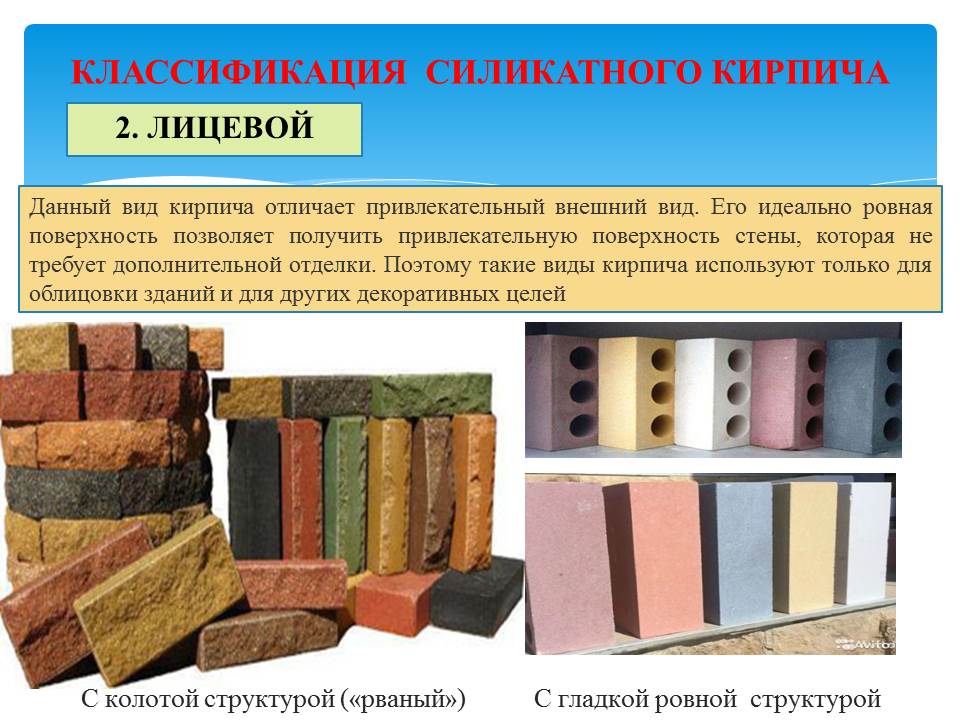 КЛАССИФИКАЦИЯ СИЛИКАТНОГО КИРПИЧА
2. ЛИЦЕВОЙ
Данный вид кирпича отличает привлекательный внешний вид. Его идеально ровная
поверхность позволяет получить привлекательную поверхность стены, которая не
требует дополнительной отделки. Поэтому такие виды кирпича используют только для
облицовки зданий и для других декоративных целей
Avito
С колотой структурой («рваный»)
С гладкой ровной структурой